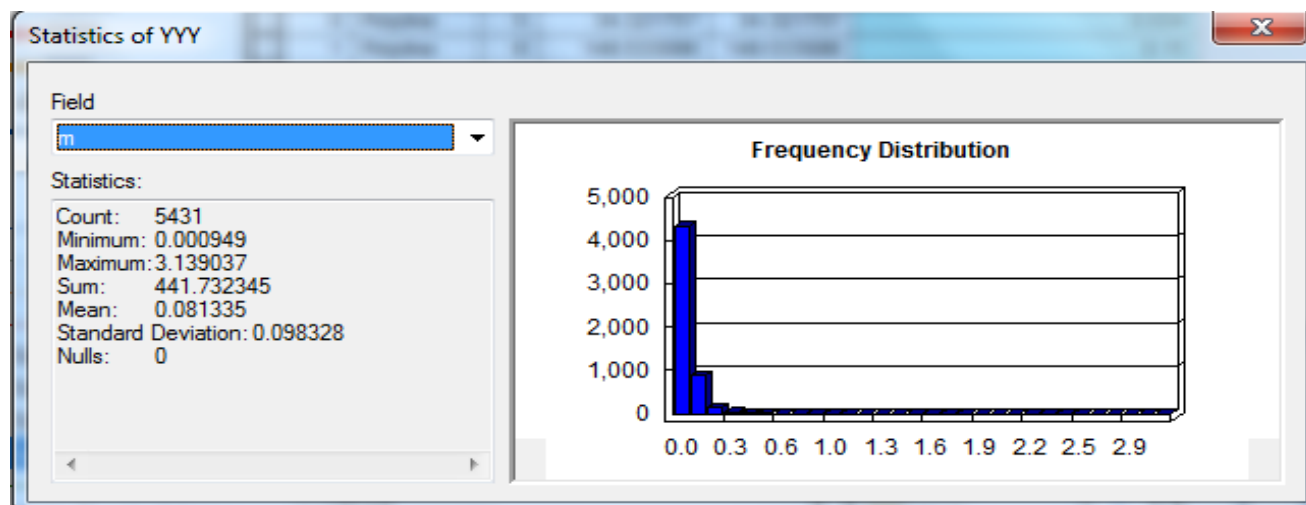 Statistics of YYY
Field
m
Statistics:
Count: 5431
Minimum: 0.000949
Maximum: 3.139037
Sum: 441.732345
Mean: 0.081335
Standard Deviation: 0.098328
Nulls: 0
Frequency Distribution
5,000
4,000
3,000
2,000
1,000
0
0.0 0.3 0.6 1.0 1.3 1.6 1.9 2.2 2.5 2.9